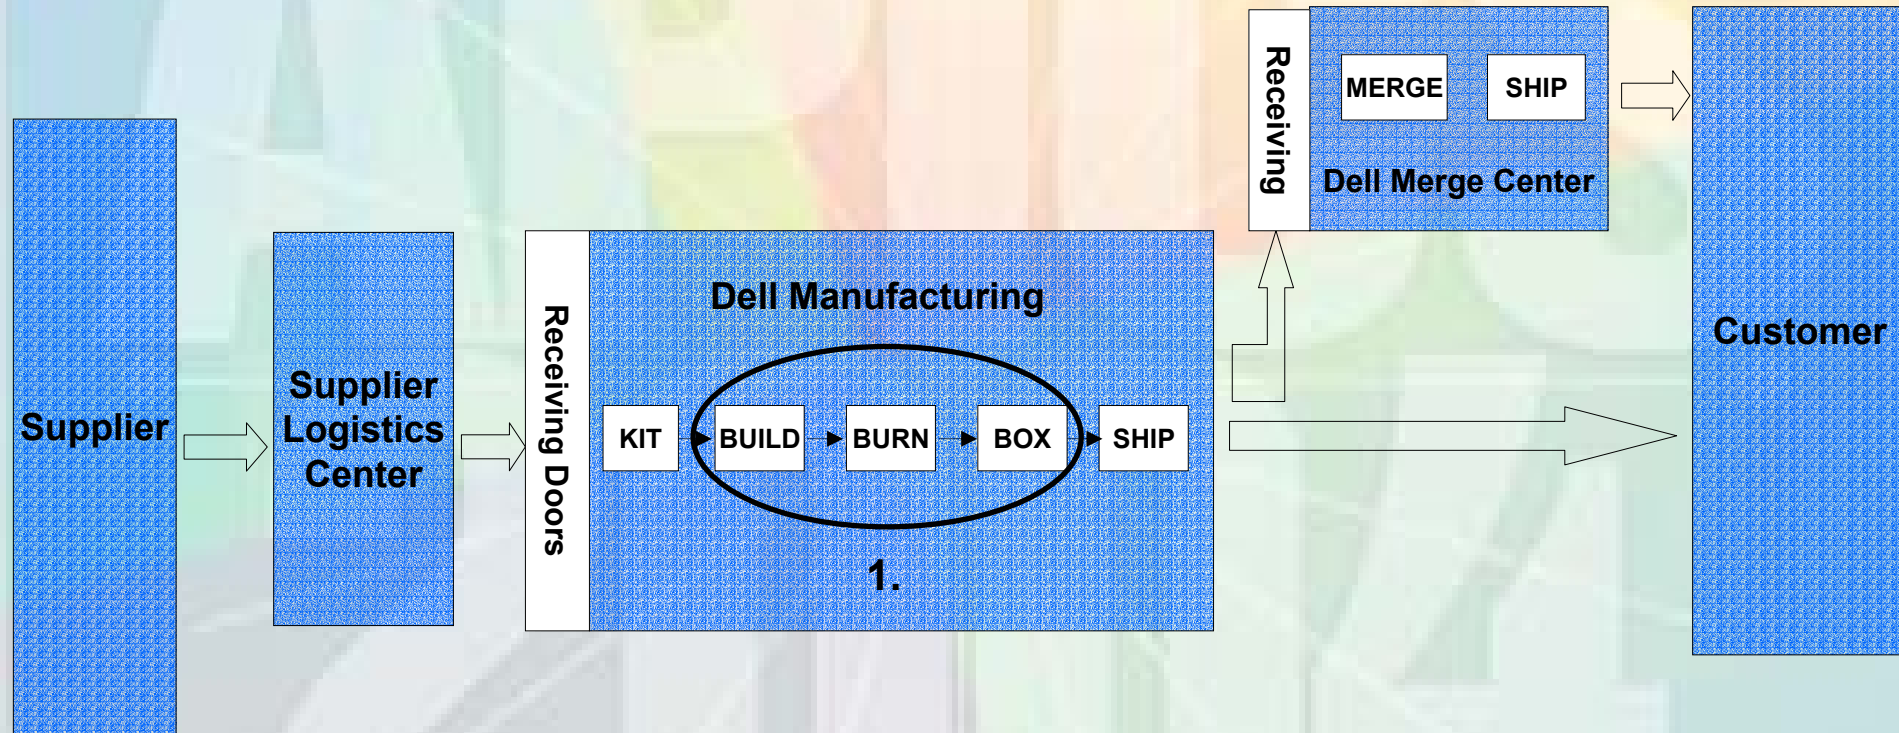 Supplier
Supplier
Logistics
Center
Receiving Doors
Dell Manufacturing
KIT
BUILD
BURN
BOX
SHIP
1.
Receiving
MERGE
SHIP
Dell Merge Center
Customer